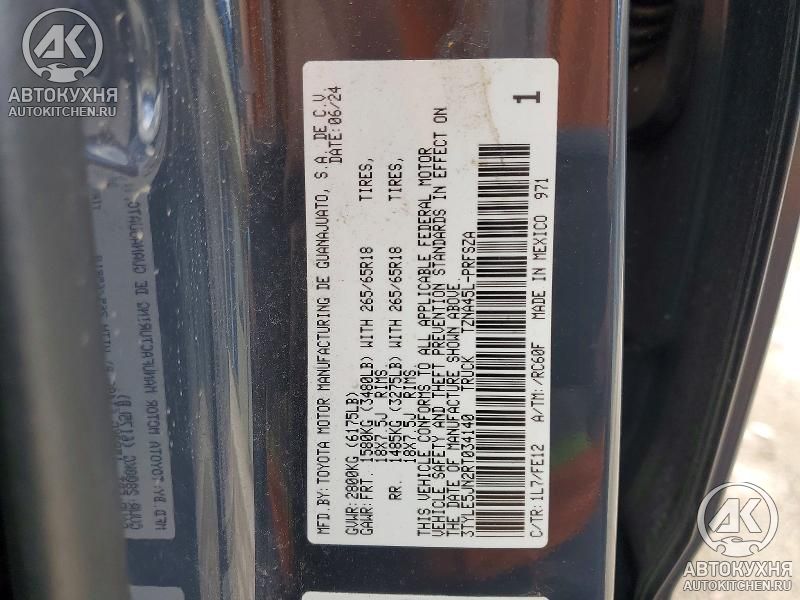 AK
АВТОКУХНЯ
AUTOKITCHEN.RU
MFD.BY: TOYOTA MOTOR MANUFACTURING DE GUANAJUATO, S.A. DE C.V.
DATE: 06/24
GVWR: 2800KG (6175LB)
GAWR: FRT. 1580KG (3480LB) WITH 265/65R18 TIRES,
18X7.5J RIMS.
RR. 1485KG (3275LB) WITH 265/65R18 TIRES,
18X7.5J RIMS.
THIS VEHICLE CONFORMS TO ALL APPLICABLE FEDERAL MOTOR
VEHICLE SAFETY AND THEFT PREVENTION STANDARDS IN EFFECT ON
THE DATE OF MANUFACTURE SHOWN ABOVE.
3TYLE5JN2RT034140 TRUCK TZNA45L-PRFSZA
C/TR: 1L7/FE12 A/TM: /RC60F MADE IN MEXICO 971
1
AK
АВТОКУХНЯ
AUTOKITCHEN.RU